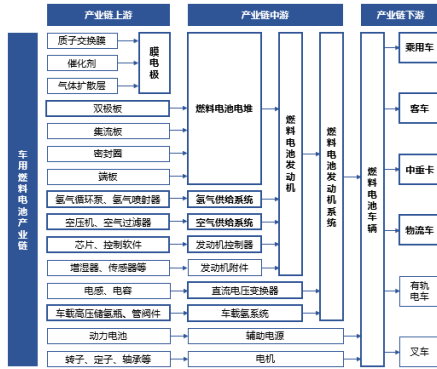 产业链上游
产业链中游
产业链下游
车用燃料电池产业链
质子交换膜
催化剂
气体扩散层
膜电极
双极板
集流板
密封圈
端板
燃料电池电堆
氢气循环泵、氢气喷射器
氢气供给系统
空压机、空气过滤器
空气供给系统
芯片、控制软件
发动机控制器
增湿器、传感器等
发动机附件
燃料电池发动机
电感、电容
直流电压变换器
车载高压储氢瓶、管阀件
车载氢系统
燃料电池发动机系统
动力电池
辅助电源
转子、定子、轴承等
电机
燃料电池车辆
乘用车
客车
中重卡
物流车
有轨
电车
叉车